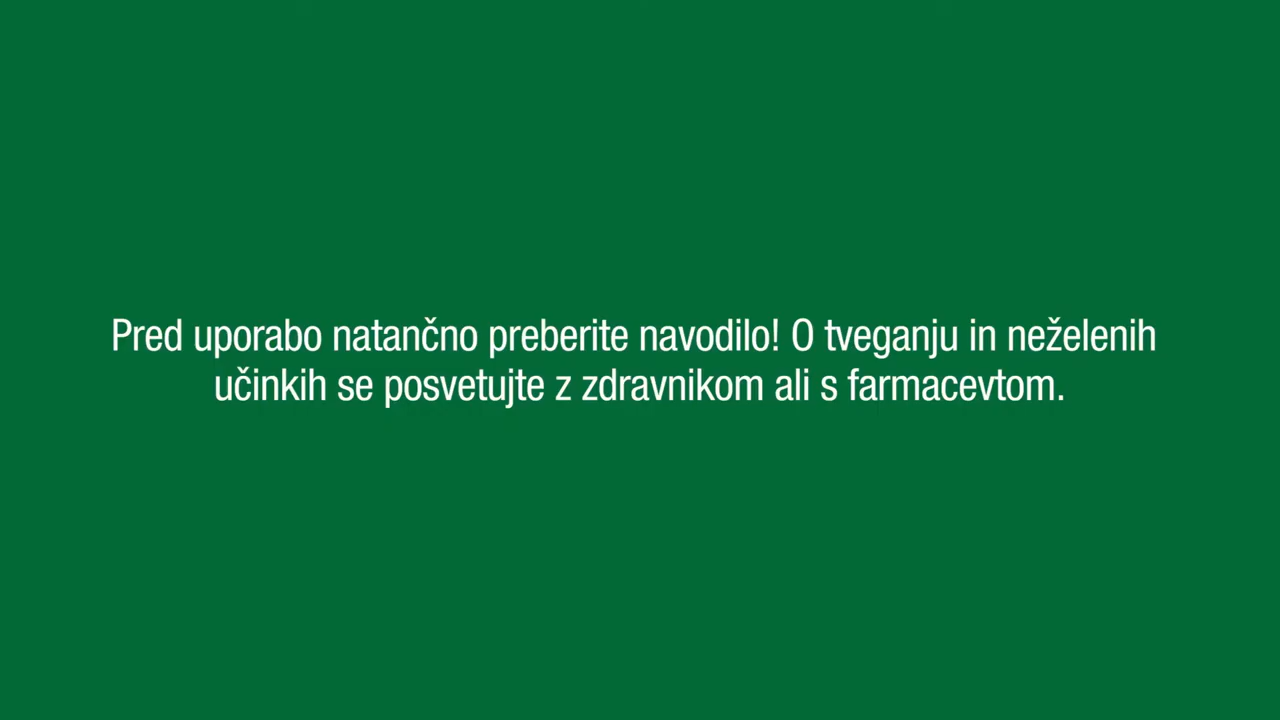 Pred uporabo natančno preberite navodilo! O tveganju in neželenih
učinkih se posvetujte z zdravnikom ali s farmacevtom.